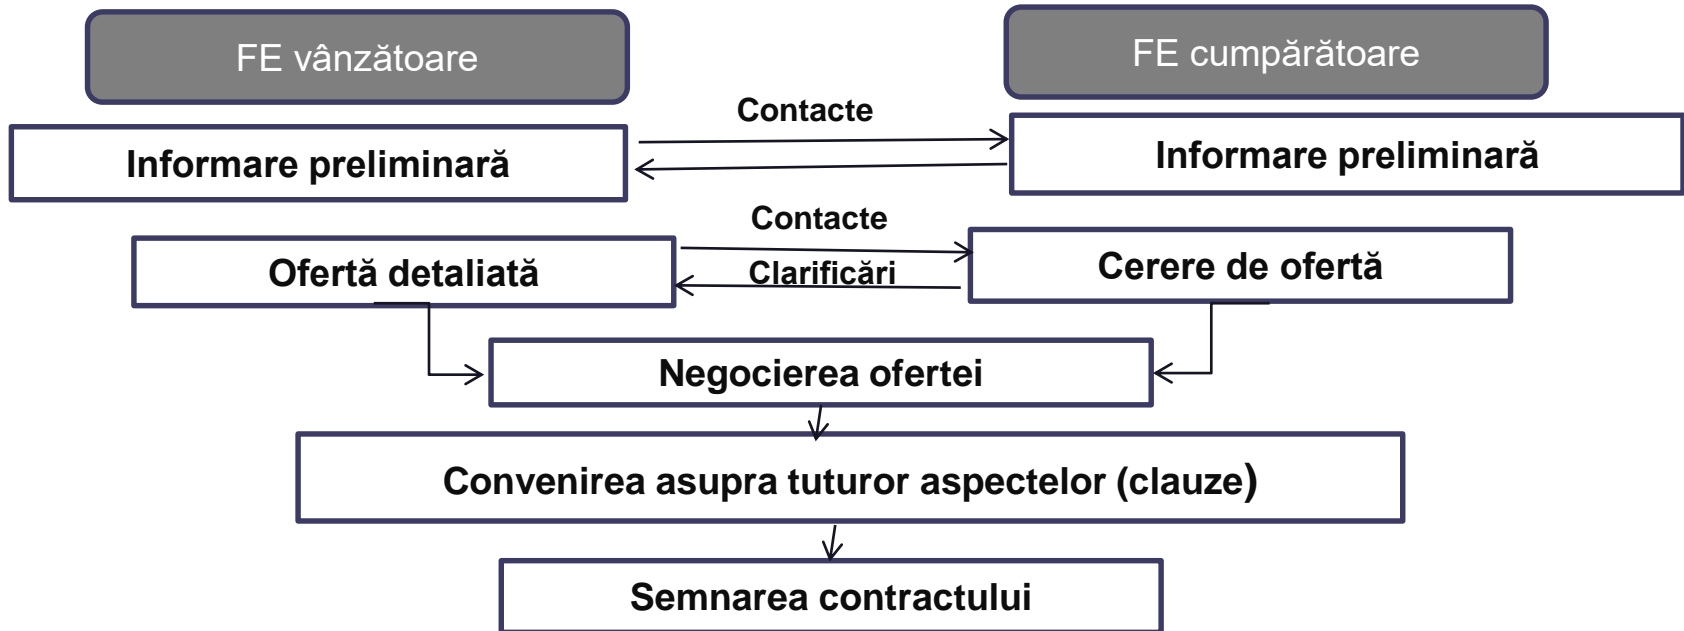 FE vânzătoare
FE cumpărătoare
Contacte
Informare preliminară
Informare preliminară
Contacte
Ofertă detaliată
Clarificări
Cerere de ofertă
Negocierea ofertei
Convenirea asupra tuturor aspectelor (clauze)
Semnarea contractului